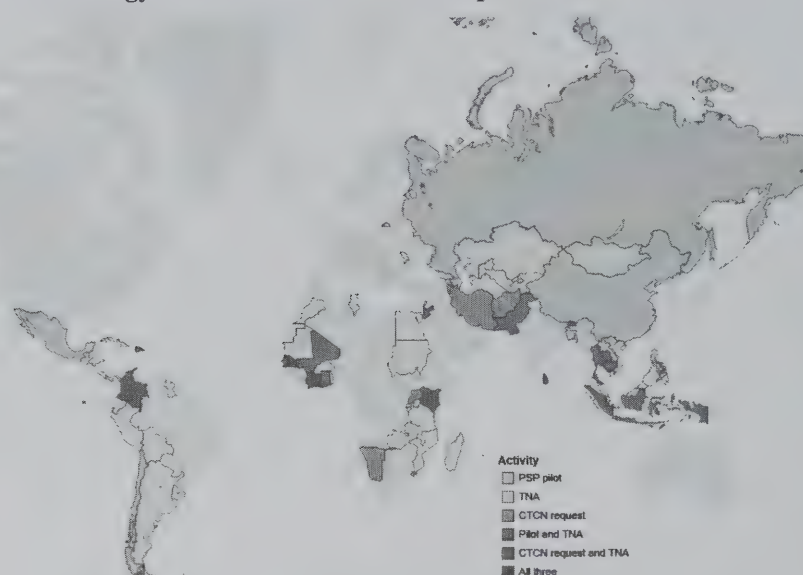 Activity
PSP pilot
TNA
CTCN request
Pilot and TNA
CTCN request and TNA
All three